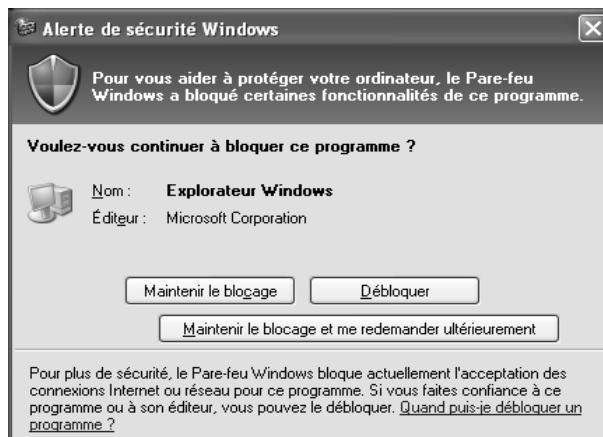 Alerte de sécurité Windows
Pour vous aider à protéger votre ordinateur, le Pare-feu
Windows a bloqué certaines fonctionnalités de ce programme.
Voulez-vous continuer à bloquer ce programme ?
Nom : Explorateur Windows
Éditeur : Microsoft Corporation
Maintenir le blocage Débloquer
Maintenir le blocage et me redemander ultérieurement
Pour plus de sécurité, le Pare-feu Windows bloque actuellement l'acceptation des
connexions Internet ou réseau pour ce programme. Si vous faites confiance à ce
programme ou à son éditeur, vous pouvez le débloquer. Quand puis-je débloquer un
programme ?